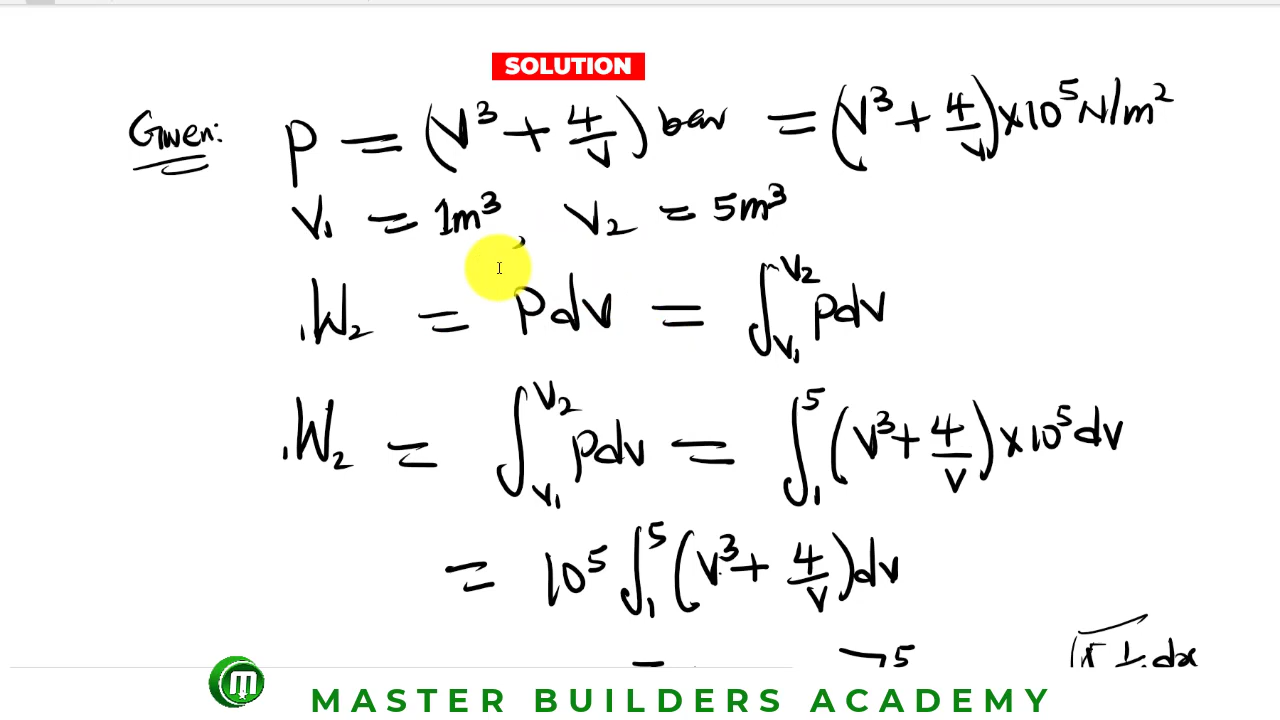 SOLUTION
Given: P = (V³ + 4/V) bar = (V³ + 4/V) × 10⁵ N/m²
V₁ = 1m³, V₂ = 5m³
₁W₂ = Pdv = ∫_{V₁}^{V₂} pdv
₁W₂ = ∫_{V₁}^{V₂} pdv = ∫₁⁵ (V³ + 4/V) × 10⁵ dv
= 10⁵ ∫₁⁵ (V³ + 4/V) dv
5
MASTER BUILDERS ACADEMY